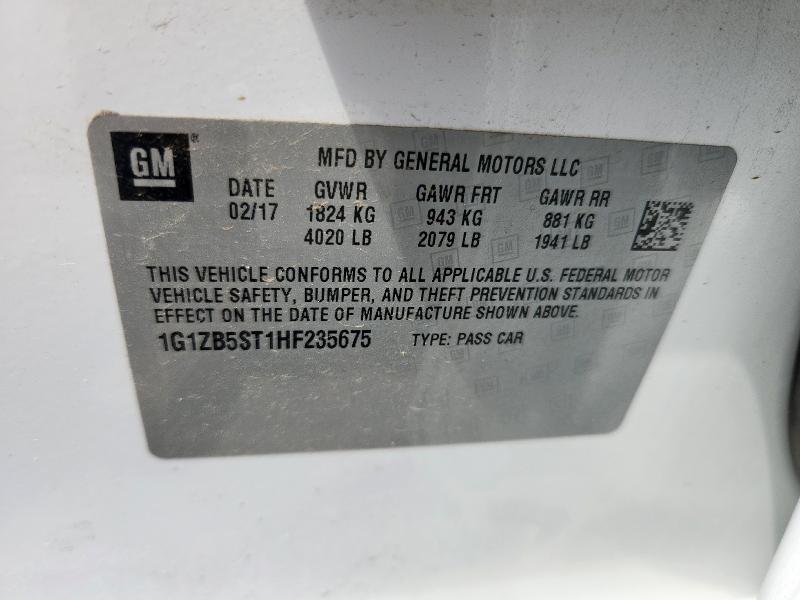 GM® MFD BY GENERAL MOTORS LLC
DATE GVWR GAWR FRT GAWR RR
02/17 1824 KG 943 KG 881 KG
4020 LB 2079 LB 1941 LB
THIS VEHICLE CONFORMS TO ALL APPLICABLE U.S. FEDERAL MOTOR
VEHICLE SAFETY, BUMPER, AND THEFT PREVENTION STANDARDS IN
EFFECT ON THE DATE OF MANUFACTURE SHOWN ABOVE.
1G1ZB5ST1HF235675 TYPE: PASS CAR